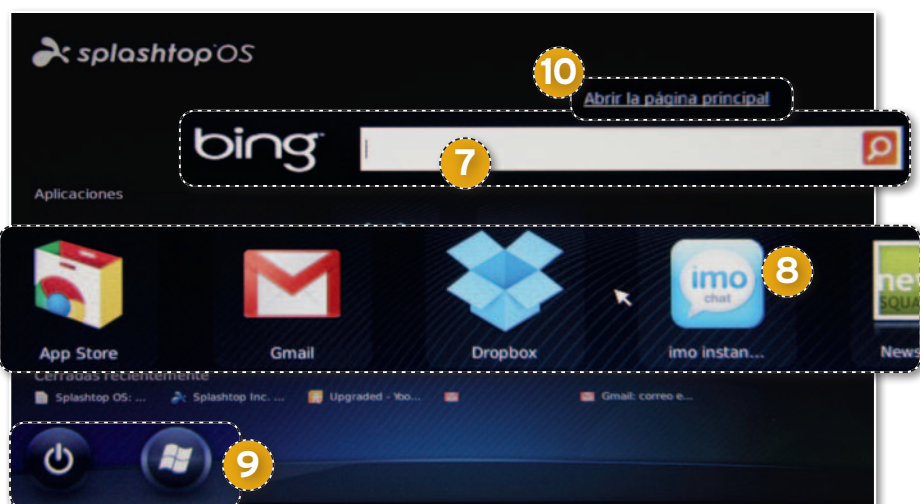 splashtop OS
10
Abrir la página principal
bing
7
Aplicaciones
imo
chat
8
App Store
Gmail
Dropbox
imo instan...
News
Cerradas recientemente
Splashtop OS: ...
Splashtop Inc. ...
Upgraded - Yoo...
Gmail: correo e...
9